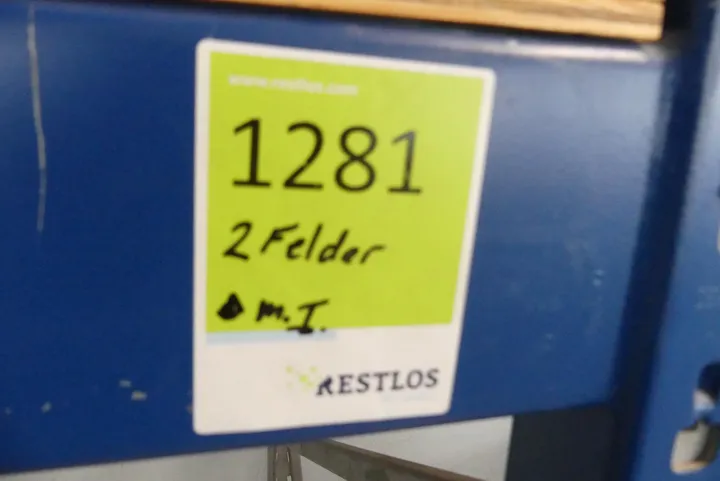 www.restlos.com
1281
2 Felder
m. I.
RESTLOS